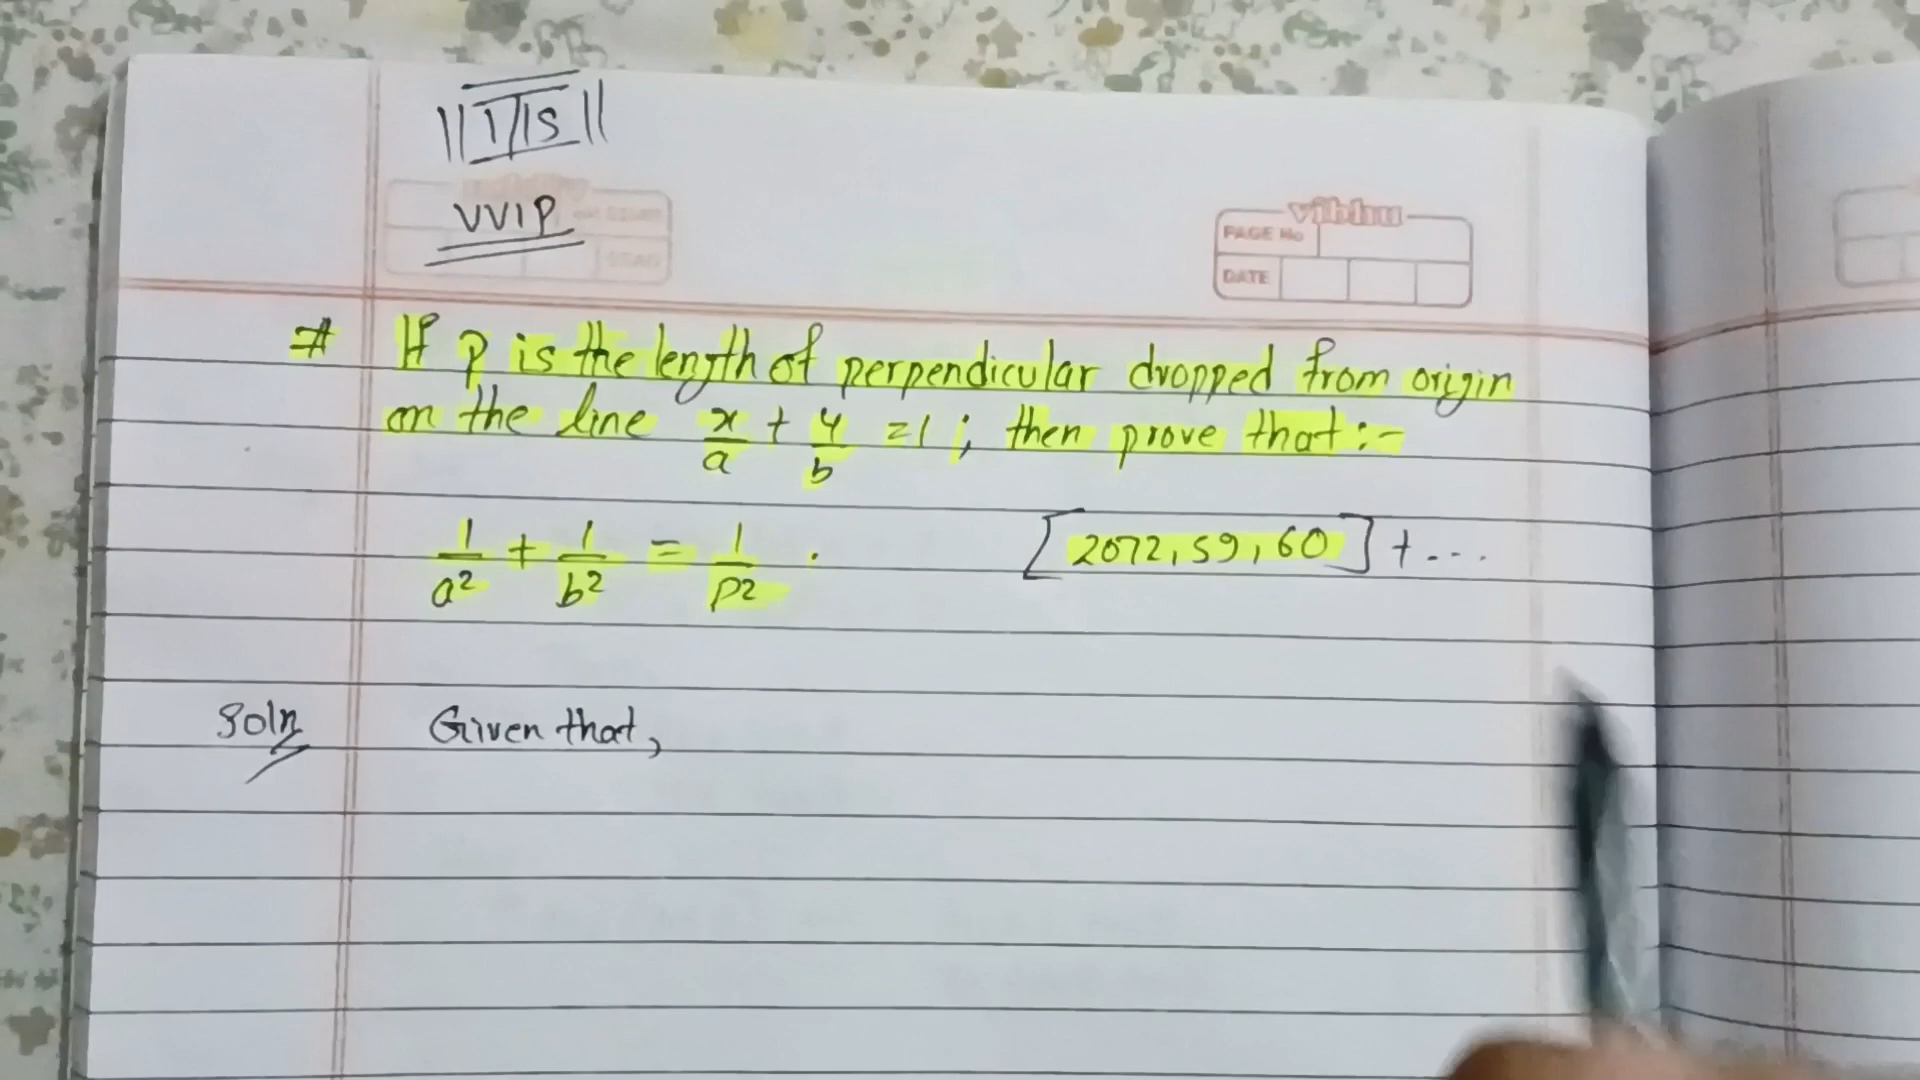 ||1/15||
VVIP
vibhu
PAGE No
DATE
# If P is the length of perpendicular dropped from origin
on the line x/a + y/b = 1; then prove that :-
1/a² + 1/b² = 1/p² . [2072, 59, 60] + ...
Soln Given that,